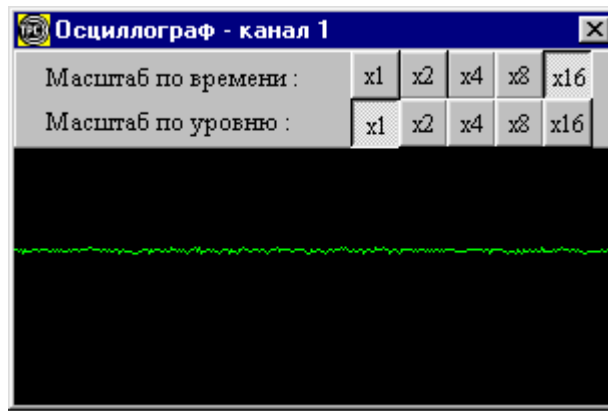 Осциллограф - канал 1
Масштаб по времени : x1 x2 x4 x8 x16
Масштаб по уровню : x1 x2 x4 x8 x16